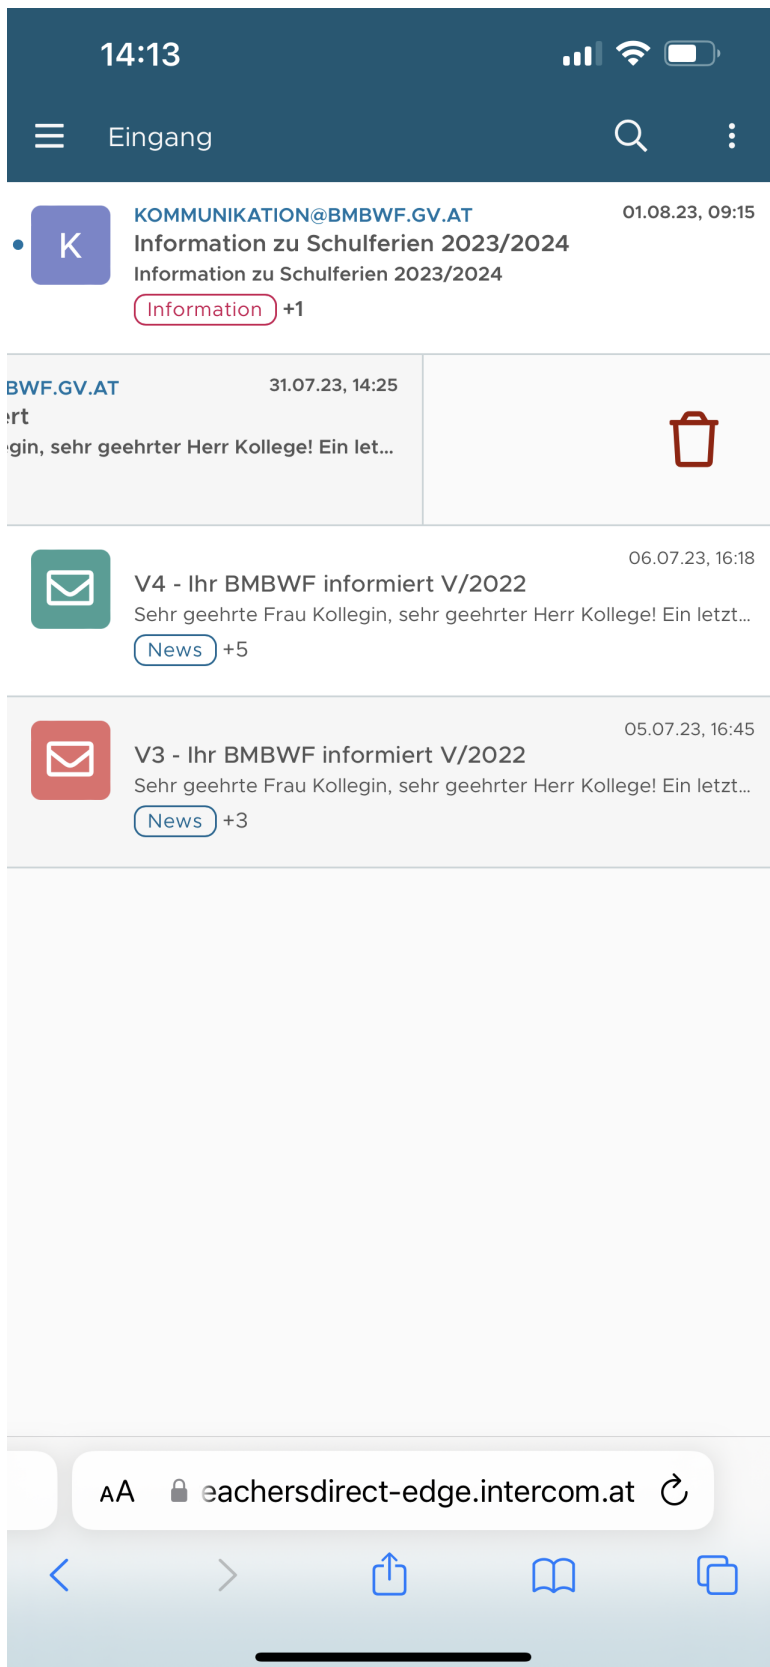 14:13
Eingang
KOMMUNIKATION@BMBWF.GV.AT 01.08.23, 09:15
K
Information zu Schulferien 2023/2024
Information zu Schulferien 2023/2024
Information +1
BWF.GV.AT 31.07.23, 14:25
ert
gin, sehr geehrter Herr Kollege! Ein let...
06.07.23, 16:18
V4 - Ihr BMBWF informiert V/2022
Sehr geehrte Frau Kollegin, sehr geehrter Herr Kollege! Ein letzt...
News +5
05.07.23, 16:45
V3 - Ihr BMBWF informiert V/2022
Sehr geehrte Frau Kollegin, sehr geehrter Herr Kollege! Ein letzt...
News +3
AA eachersdirect-edge.intercom.at